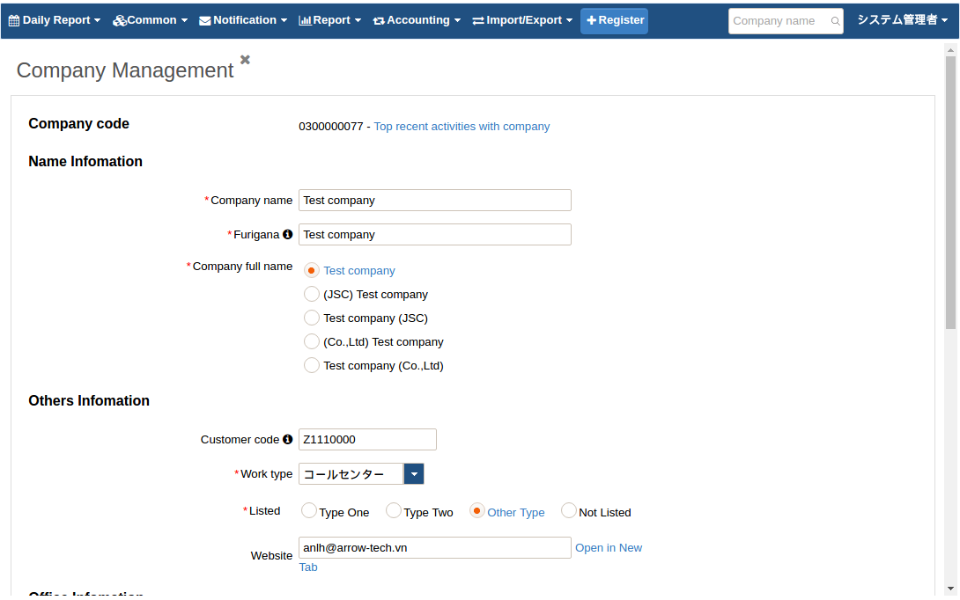 Daily Report Common Notification Report Accounting Import/Export Register Company name システム管理者
Company Management
Company code 0300000077 - Top recent activities with company
Name Infomation
*Company name Test company
*Furigana Test company
*Company full name Test company
(JSC) Test company
Test company (JSC)
(Co.,Ltd) Test company
Test company (Co.,Ltd)
Others Infomation
Customer code Z1110000
*Work type コールセンター
*Listed Type One Type Two Other Type Not Listed
Website anlh@arrow-tech.vn Open in New
Tab
Office Infomation